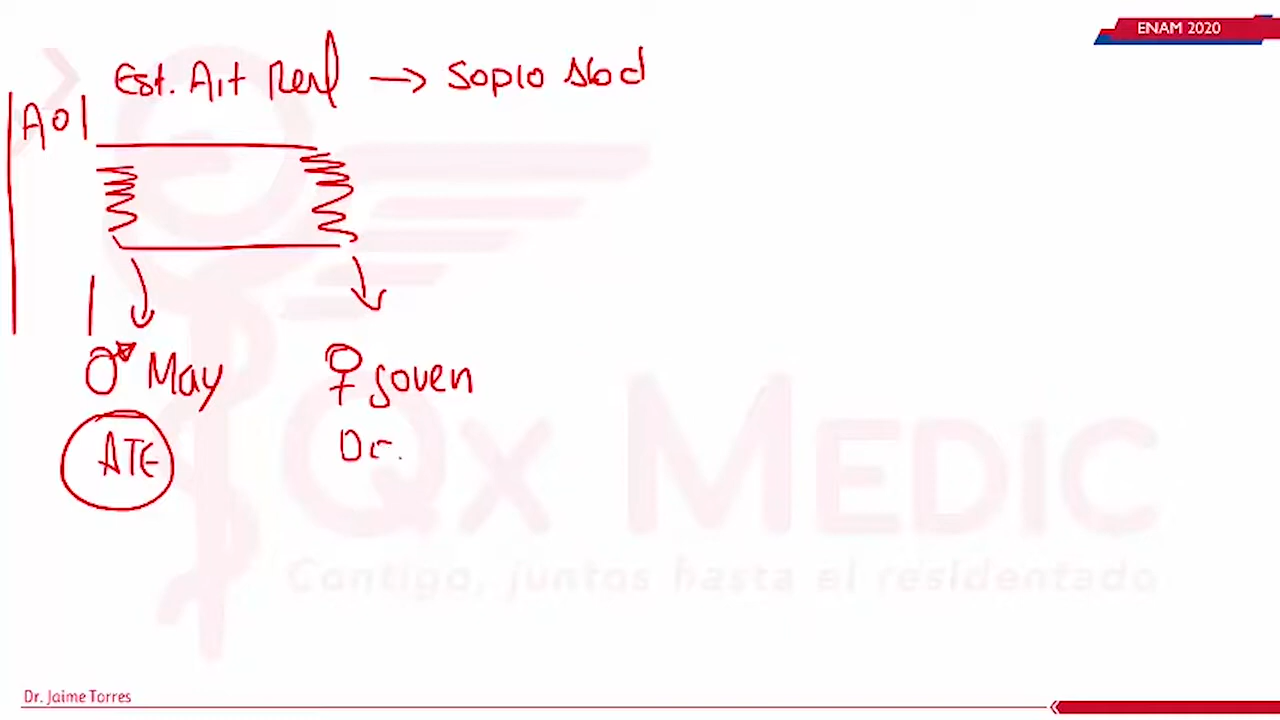 ENAM 2020
Est. Art Renl → Soplo Abd
AO
♂ May
♀ Joven
ATE
Dr.
Qx MEDIC
Contigo, juntos hasta el residentado
Dr. Jaime Torres